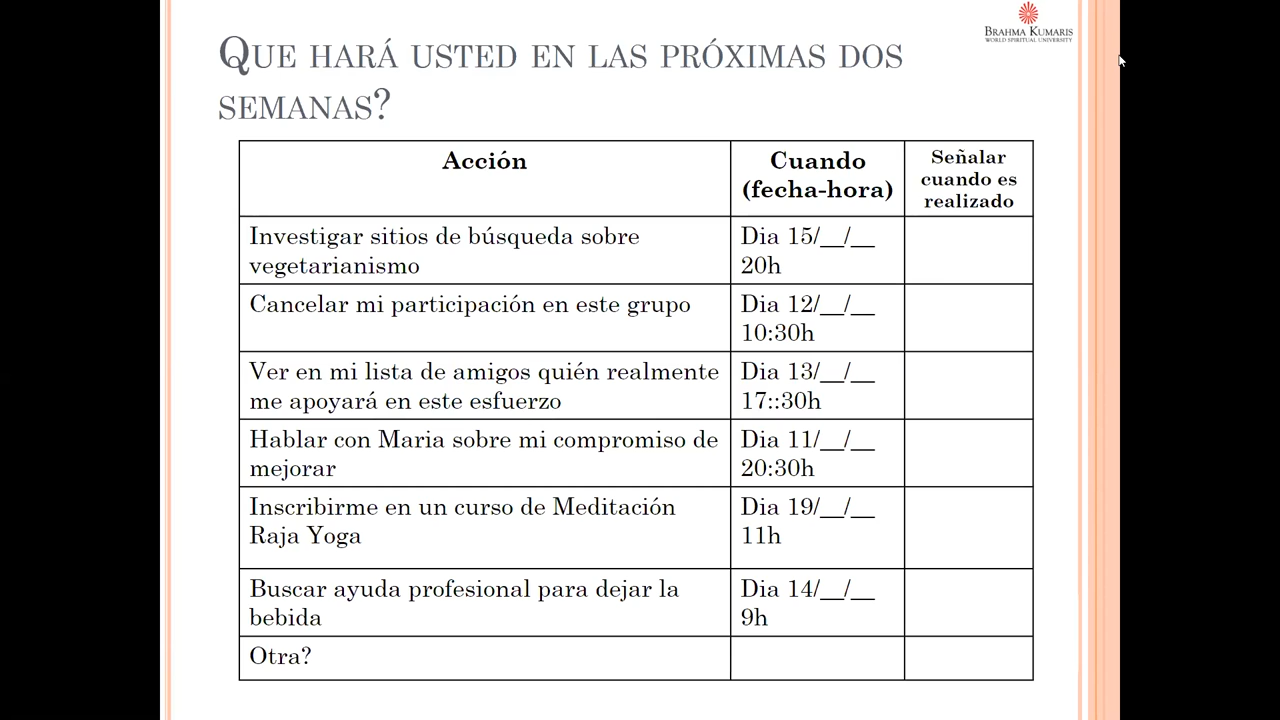 BRAHMA KUMARIS
WORLD SPIRITUAL UNIVERSITY
QUE HARÁ USTED EN LAS PRÓXIMAS DOS
SEMANAS?
Acción
Cuando
(fecha-hora)
Señalar
cuando es
realizado
Investigar sitios de búsqueda sobre
vegetarianismo
Dia 15/__/__
20h
Cancelar mi participación en este grupo
Dia 12/__/__
10:30h
Ver en mi lista de amigos quién realmente
me apoyará en este esfuerzo
Dia 13/__/__
17::30h
Hablar con Maria sobre mi compromiso de
mejorar
Dia 11/__/__
20:30h
Inscribirme en un curso de Meditación
Raja Yoga
Dia 19/__/__
11h
Buscar ayuda profesional para dejar la
bebida
Dia 14/__/__
9h
Otra?